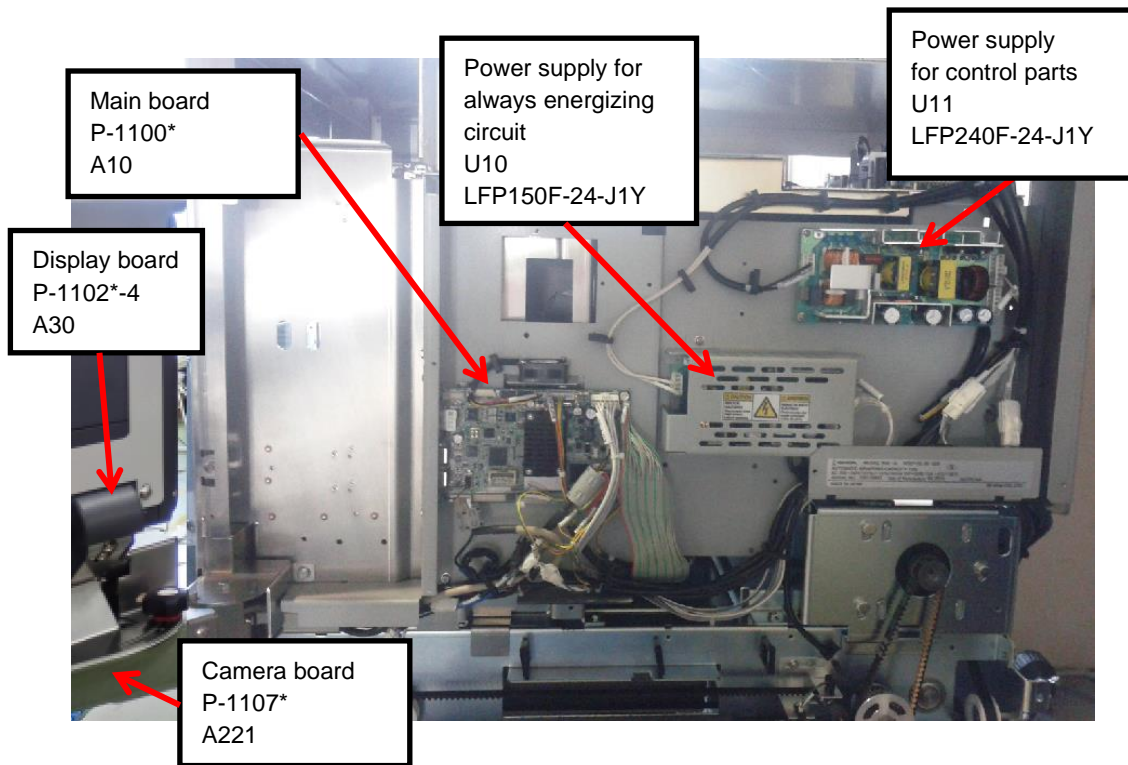 Main board
P-1100*
A10
Power supply for
always energizing
circuit
U10
LFP150F-24-J1Y
Power supply
for control parts
U11
LFP240F-24-J1Y
Display board
P-1102*-4
A30
Camera board
P-1107*
A221